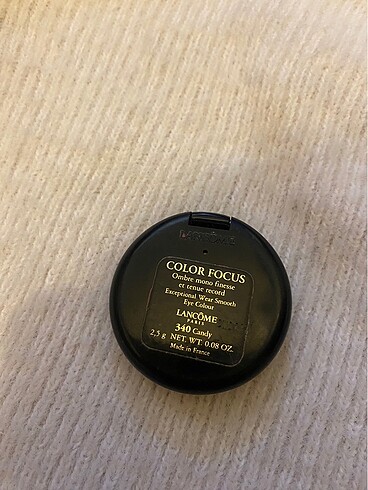 COLOR FOCUS
Ombre mono finesse
et tenue record
Exceptional Wear Smooth
Eye Colour
LANCÔME
PARIS
340 Candy
2,5 g NET. WT. 0.08 OZ.
Made in France